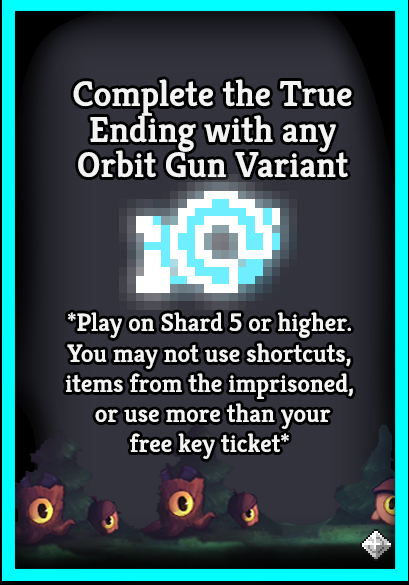 Complete the True
Ending with any
Orbit Gun Variant
*Play on Shard 5 or higher.
You may not use shortcuts,
items from the imprisoned,
or use more than your
free key ticket*